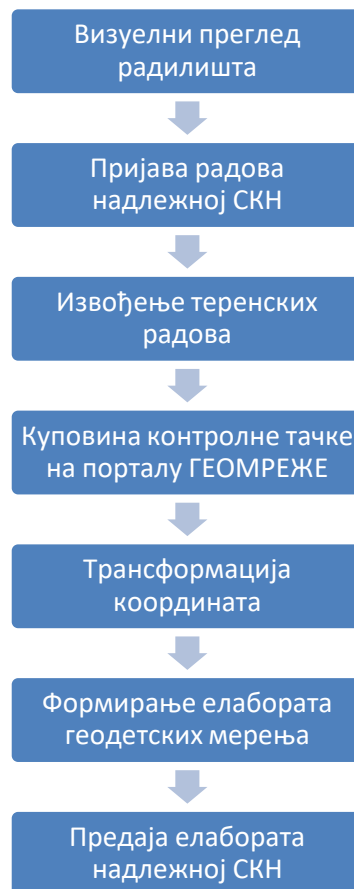 Визуелни преглед
радилишта
Пријава радова
надлежној СКН
Извођење теренских
радова
Куповина контролне тачке
на порталу ГЕОМРЕЖЕ
Трансформација
координата
Формирање елабората
геодетских мерења
Предаја елабората
надлежној СКН